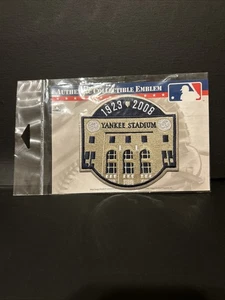 AUTHENTIC COLLECTIBLE EMBLEM
1923 2008
YANKEE STADIUM